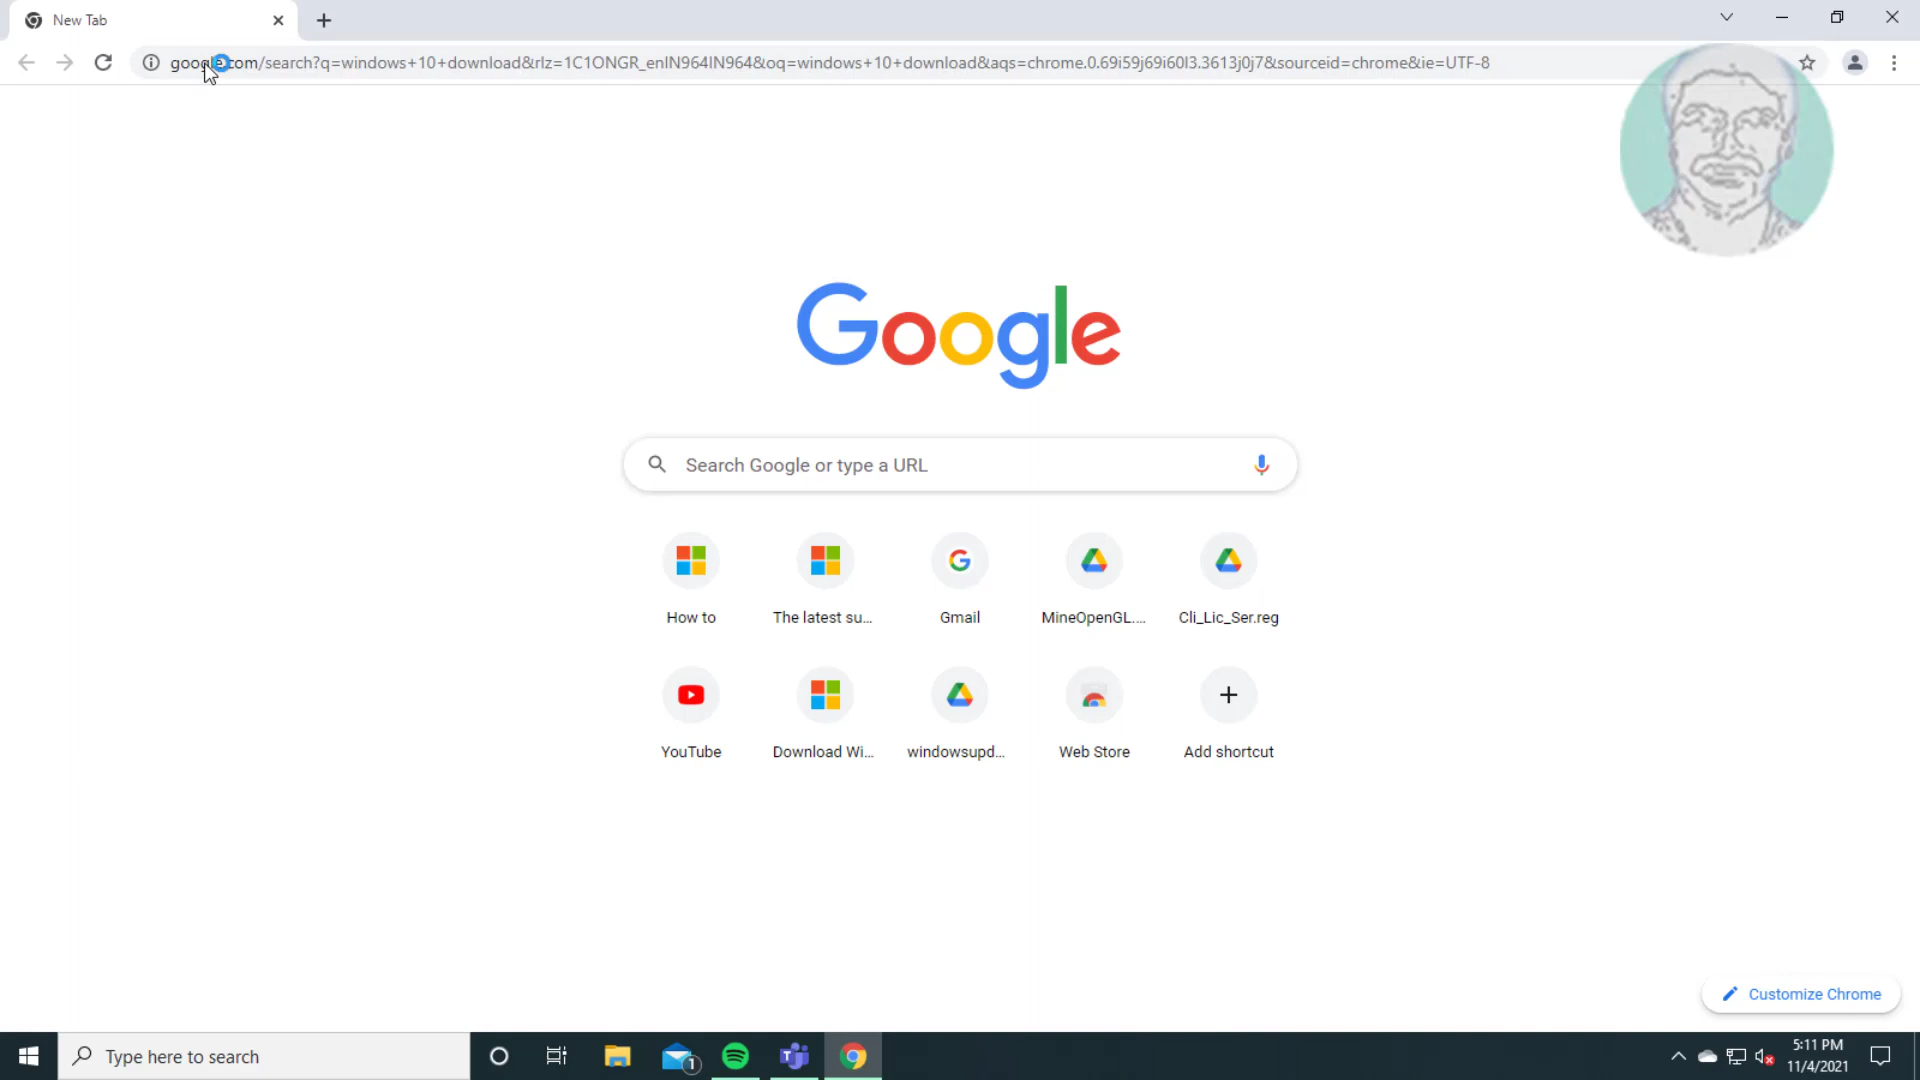 New Tab
google.com/search?q=windows+10+download&rlz=1C1ONGR_enIN964IN964&oq=windows+10+download&aqs=chrome.0.69i59j69i60l3.3613j0j7&sourceid=chrome&ie=UTF-8
Google
Search Google or type a URL
How to
The latest su...
Gmail
MineOpenGL....
Cli_Lic_Ser.reg
YouTube
Download Wi...
windowsupd...
Web Store
Add shortcut
Customize Chrome
Type here to search
1
5:11 PM
11/4/2021